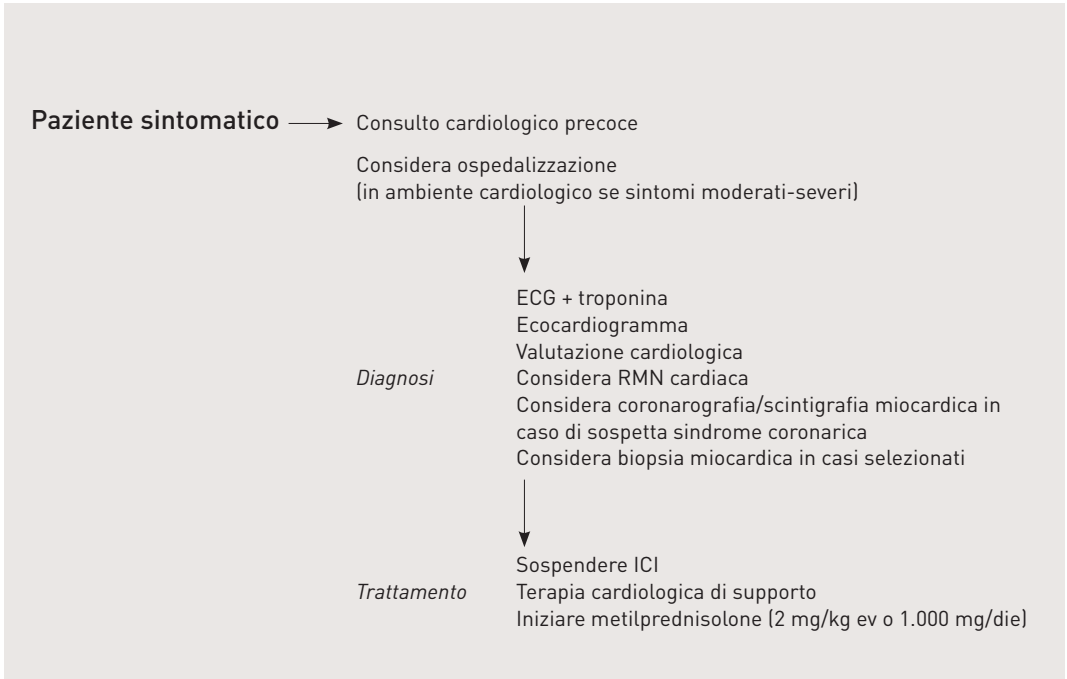 Paziente sintomatico
Consulto cardiologico precoce
Considera ospedalizzazione
(in ambiente cardiologico se sintomi moderati-severi)
ECG + troponina
Ecocardiogramma
Valutazione cardiologica
Diagnosi
Considera RMN cardiaca
Considera coronarografia/scintigrafia miocardica in
caso di sospetta sindrome coronarica
Considera biopsia miocardica in casi selezionati
Sospendere ICI
Trattamento
Terapia cardiologica di supporto
Iniziare metilprednisolone (2 mg/kg ev o 1.000 mg/die)